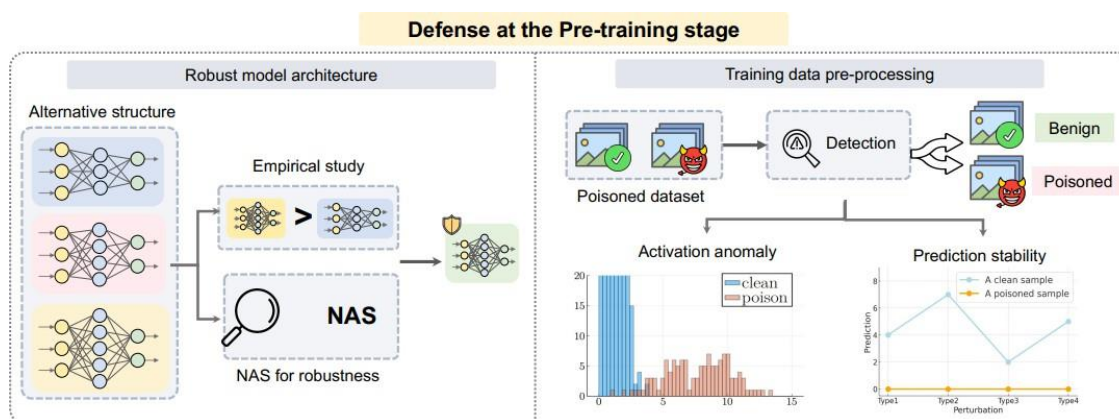 Defense at the Pre-training stage
Robust model architecture
Alternative structure
Empirical study
>
NAS
NAS for robustness
Training data pre-processing
Poisoned dataset
Detection
Benign
Poisoned
Activation anomaly
20
15
10
5
0
0
5
10
15
clean
poison
Prediction stability
A clean sample
A poisoned sample
Prediction
8
6
4
2
0
Type1
Type2
Type3
Type4
Perturbation